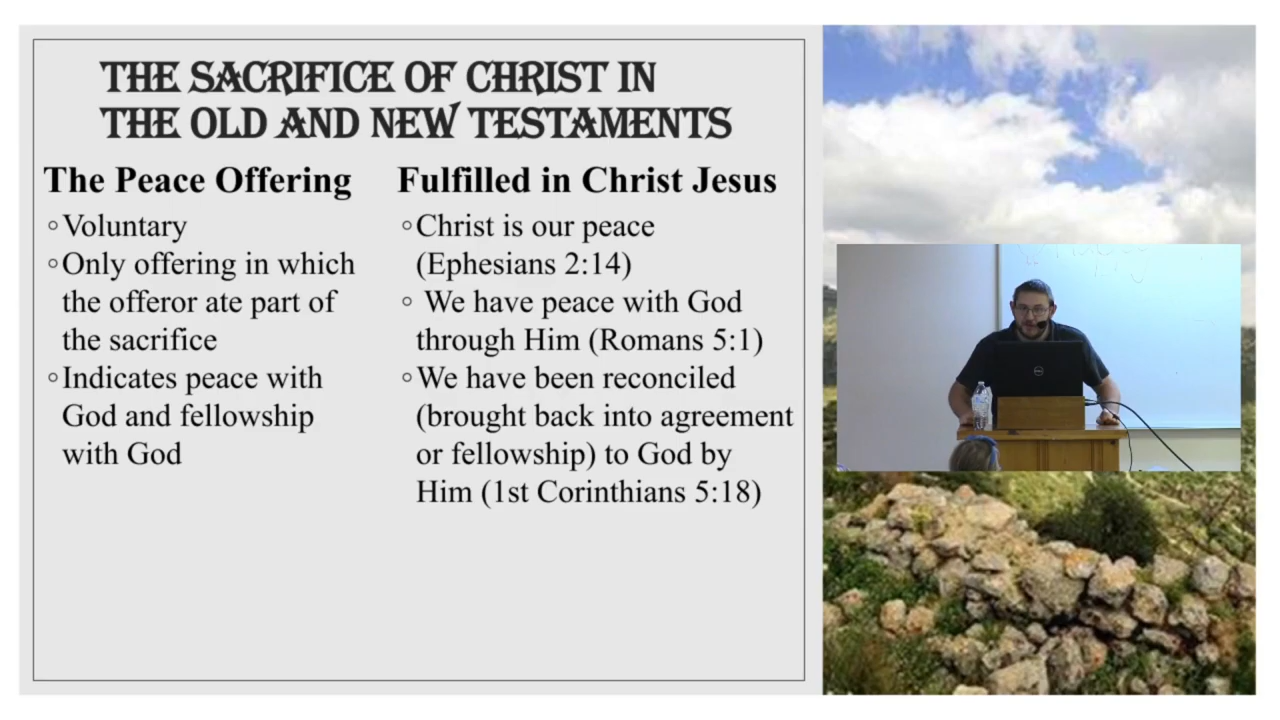 THE SACRIFICE OF CHRIST IN
THE OLD AND NEW TESTAMENTS
The Peace Offering
◦Voluntary
◦Only offering in which
the offeror ate part of
the sacrifice
◦Indicates peace with
God and fellowship
with God
Fulfilled in Christ Jesus
◦Christ is our peace
(Ephesians 2:14)
◦ We have peace with God
through Him (Romans 5:1)
◦We have been reconciled
(brought back into agreement
or fellowship) to God by
Him (1st Corinthians 5:18)